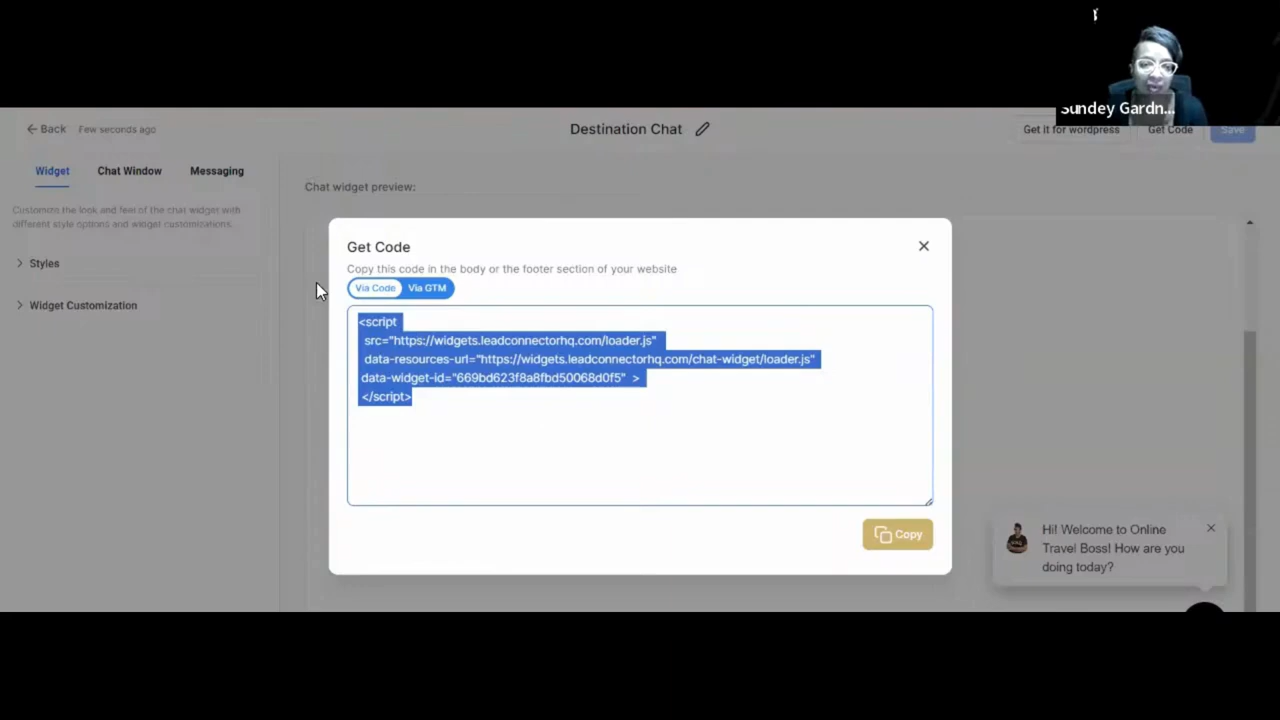 Sundey Gardn...
Back Few seconds ago
Destination Chat
Get it for wordpress Get Code Save
Widget Chat Window Messaging
Customize the look and feel of the chat widget with
different style options and widget customizations.
Styles
Widget Customization
Chat widget preview:
Get Code
Copy this code in the body or the footer section of your website
Via Code Via GTM
<script
src="https://widgets.leadconnectorhq.com/loader.js"
data-resources-url="https://widgets.leadconnectorhq.com/chat-widget/loader.js"
data-widget-id="669bd623f8a8fbd50068d0f5" >
</script>
Copy
Hi! Welcome to Online
Travel Boss! How are you
doing today?